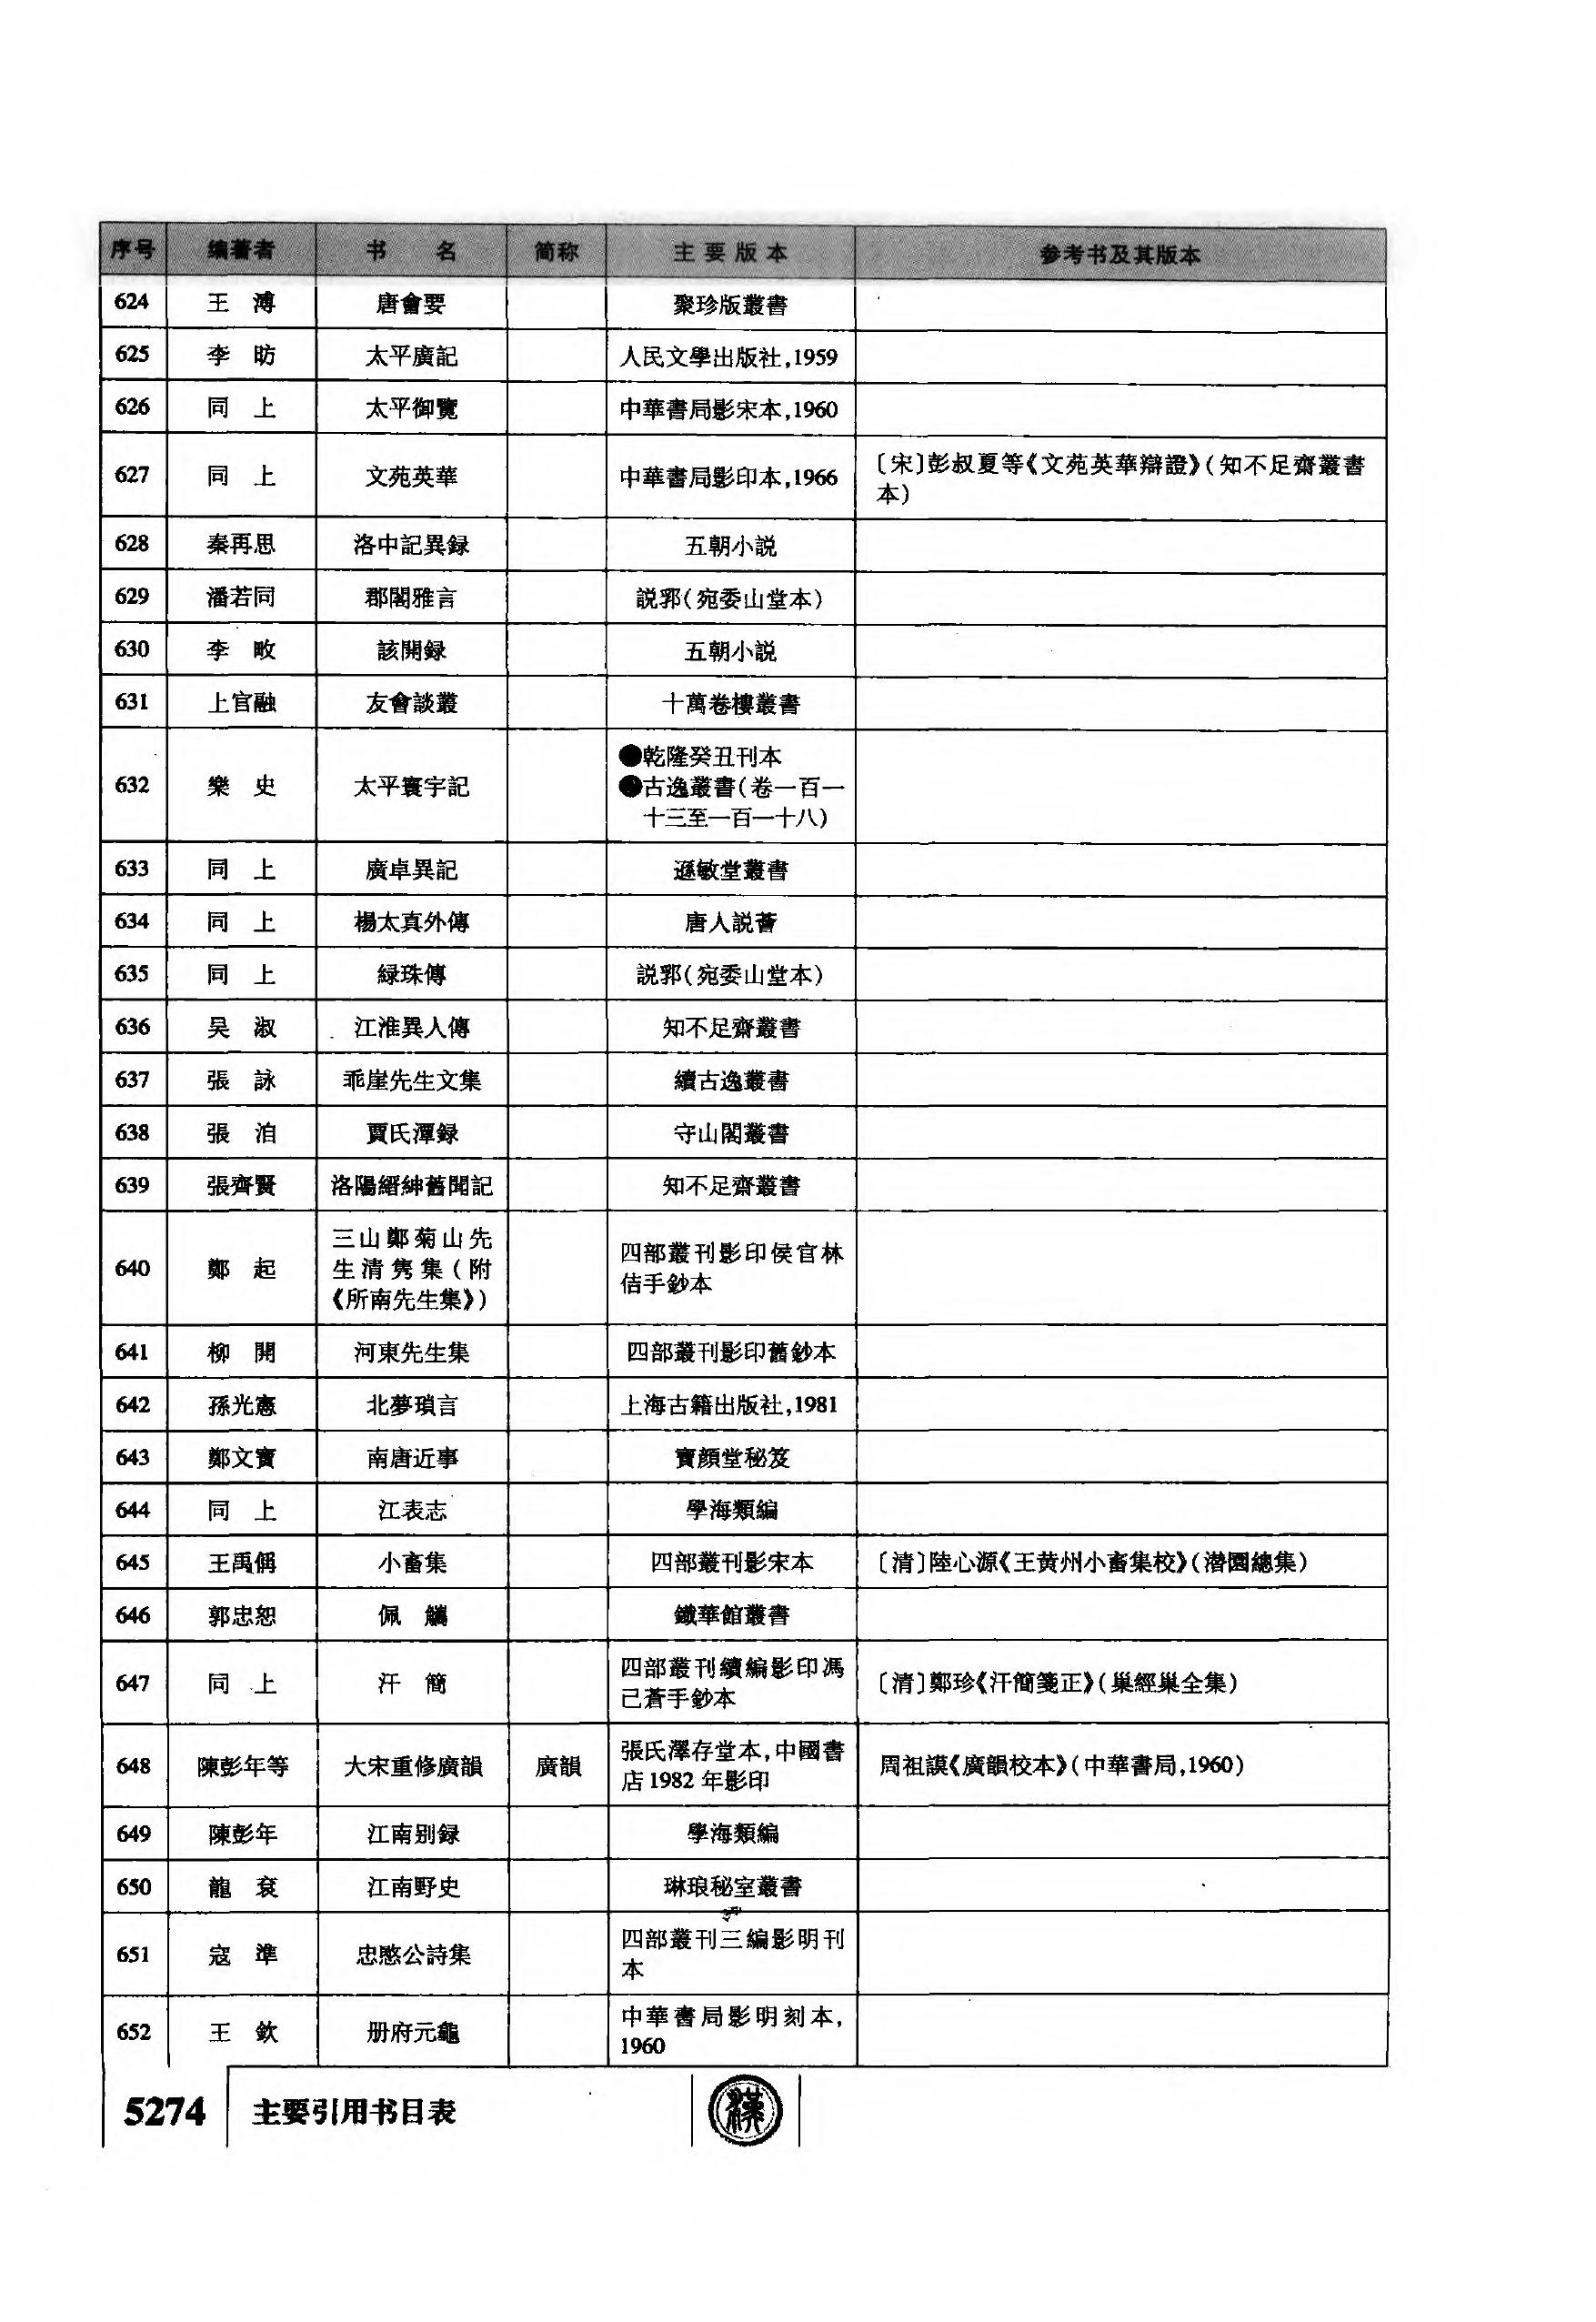 序号 编著者 书 名 简称 主要版本 参考书及其版本
624 王 溥 唐會要 聚珍版叢書
625 李 昉 太平廣記 人民文學出版社,1959
626 同 上 太平御覽 中華書局影宋本,1960
627 同 上 文苑英華 中華書局影印本,1966 〔宋〕彭叔夏等《文苑英華辯證》(知不足齋叢書
本)
628 秦再思 洛中記異録 五朝小説
629 潘若同 郡閣雅言 説郛(宛委山堂本)
630 李 畋 該聞録 五朝小説
631 上官融 友會談叢 十萬卷樓叢書
632 樂 史 太平寰宇記 ●乾隆癸丑刊本
●古逸叢書(卷一百一
十三至一百一十八)
633 同 上 廣卓異記 遜敏堂叢書
634 同 上 楊太真外傳 唐人説薈
635 同 上 緑珠傳 説郛(宛委山堂本)
636 吴 淑 江淮異人傳 知不足齋叢書
637 張 詠 乖崖先生文集 續古逸叢書
638 張 洎 賈氏潭録 守山閣叢書
639 張齊賢 洛陽縉紳舊聞記 知不足齋叢書
640 鄭 起 三山鄭菊山先
生清雋集(附
《所南先生集》) 四部叢刊影印侯官林
佶手鈔本
641 柳 開 河東先生集 四部叢刊影印舊鈔本
642 孫光憲 北夢瑣言 上海古籍出版社,1981
643 鄭文寶 南唐近事 寶顔堂秘笈
644 同 上 江表志 學海類編
645 王禹偁 小畜集 四部叢刊影宋本 〔清〕陸心源《王黄州小畜集校》(潛園總集)
646 郭忠恕 佩 觿 鐵華館叢書
647 同 上 汗 簡 四部叢刊續編影印馮
己蒼手鈔本 〔清〕鄭珍《汗簡箋正》(巢經巢全集)
648 陳彭年等 大宋重修廣韻 廣韻 張氏澤存堂本,中國書
店1982年影印 周祖謨《廣韻校本》(中華書局,1960)
649 陳彭年 江南别録 學海類編
650 龍 衮 江南野史 琳琅秘室叢書
651 寇 準 忠愍公詩集 四部叢刊三編影明刊
本
652 王 欽 册府元龜 中華書局影明刻本,
1960
5274 主要引用书目表
漢